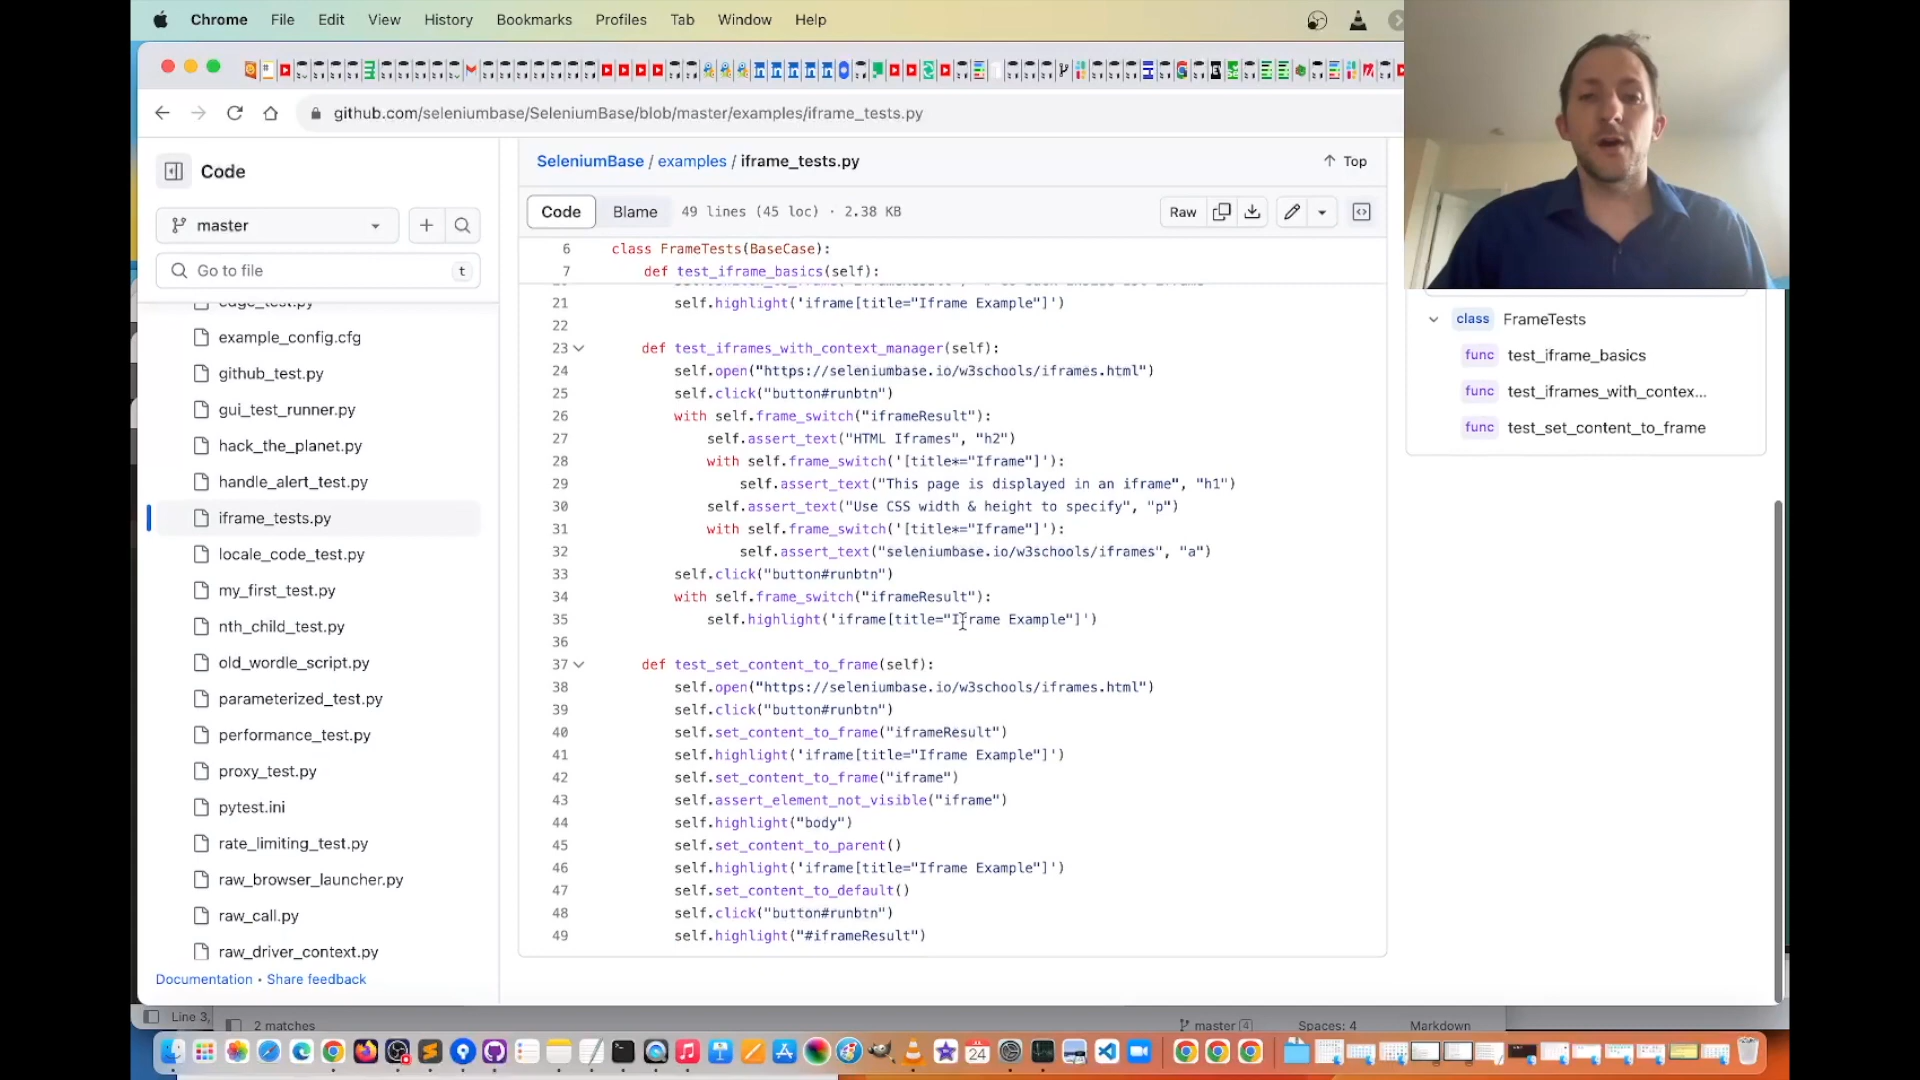 Chrome File Edit View History Bookmarks Profiles Tab Window Help
github.com/seleniumbase/SeleniumBase/blob/master/examples/iframe_tests.py
Code
master
Go to file t
edge_test.py
example_config.cfg
github_test.py
gui_test_runner.py
hack_the_planet.py
handle_alert_test.py
iframe_tests.py
locale_code_test.py
my_first_test.py
nth_child_test.py
old_wordle_script.py
parameterized_test.py
performance_test.py
proxy_test.py
pytest.ini
rate_limiting_test.py
raw_browser_launcher.py
raw_call.py
raw_driver_context.py
Documentation • Share feedback
SeleniumBase / examples / iframe_tests.py
Top
Code Blame 49 lines (45 loc) · 2.38 KB
Raw
6 class FrameTests(BaseCase):
7 def test_iframe_basics(self):
21 self.highlight('iframe[title="Iframe Example"]')
22
23 def test_iframes_with_context_manager(self):
24 self.open("https://seleniumbase.io/w3schools/iframes.html")
25 self.click("button#runbtn")
26 with self.frame_switch("iframeResult"):
27 self.assert_text("HTML Iframes", "h2")
28 with self.frame_switch('[title*="Iframe"]'):
29 self.assert_text("This page is displayed in an iframe", "h1")
30 self.assert_text("Use CSS width & height to specify", "p")
31 with self.frame_switch('[title*="Iframe"]'):
32 self.assert_text("seleniumbase.io/w3schools/iframes", "a")
33 self.click("button#runbtn")
34 with self.frame_switch("iframeResult"):
35 self.highlight('iframe[title="Iframe Example"]')
36
37 def test_set_content_to_frame(self):
38 self.open("https://seleniumbase.io/w3schools/iframes.html")
39 self.click("button#runbtn")
40 self.set_content_to_frame("iframeResult")
41 self.highlight('iframe[title="Iframe Example"]')
42 self.set_content_to_frame("iframe")
43 self.assert_element_not_visible("iframe")
44 self.highlight("body")
45 self.set_content_to_parent()
46 self.highlight('iframe[title="Iframe Example"]')
47 self.set_content_to_default()
48 self.click("button#runbtn")
49 self.highlight("#iframeResult")
class FrameTests
func test_iframe_basics
func test_iframes_with_contex...
func test_set_content_to_frame
Line 3,
2 matches
master 4
Spaces: 4
Markdown
24